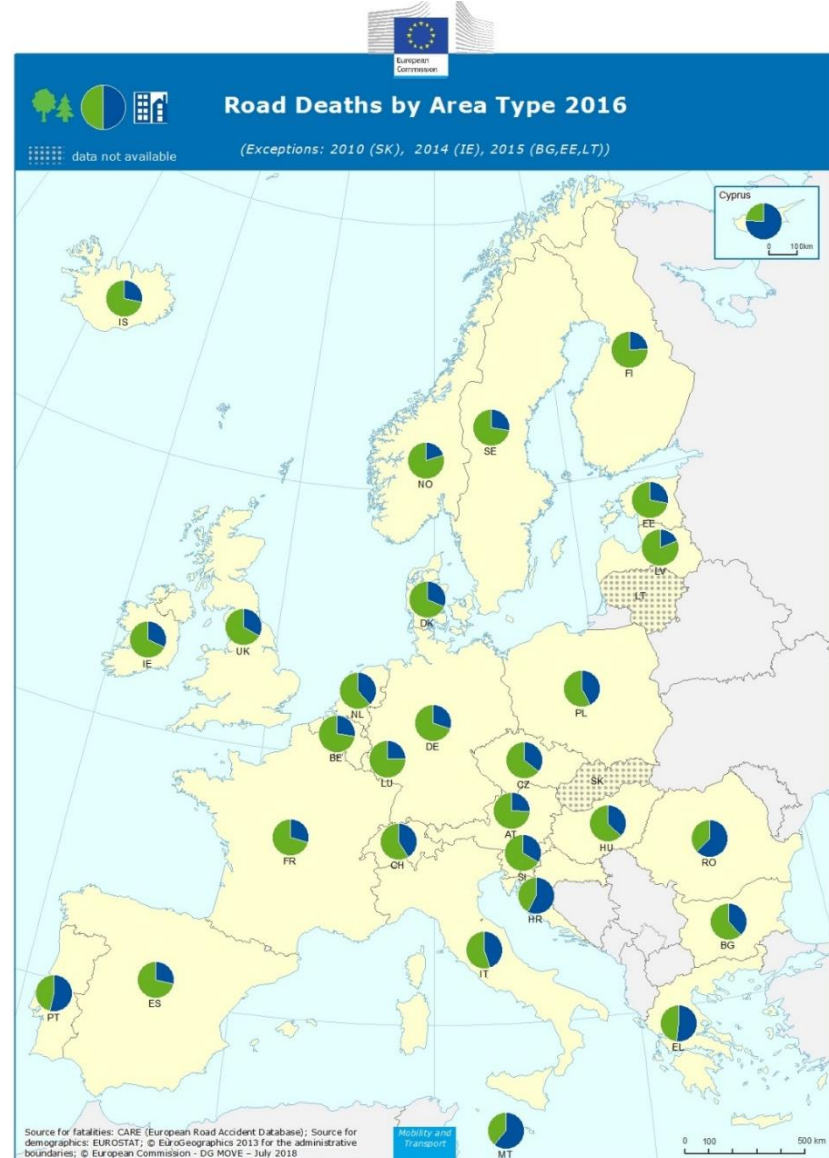 European
Commission
Road Deaths by Area Type 2016
data not available
(Exceptions: 2010 (SK), 2014 (IE), 2015 (BG,EE,LT))
Cyprus
0 100km
IS
FI
SE
NO
EE
LV
LT
DK
IE
UK
NL
PL
BE
DE
LU
CZ
SK
AT
FR
CH
HU
RO
SI
HR
BG
IT
ES
PT
EL
MT
Source for fatalities: CARE (European Road Accident Database); Source for
demographics: EUROSTAT; © EuroGeographics 2013 for the administrative
boundaries; © European Commission - DG MOVE – July 2018
Mobility and
Transport
0 100 500 km